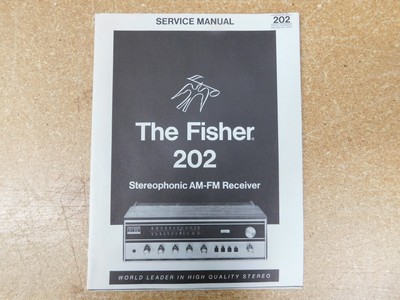 SERVICE MANUAL
202
The Fisher®
202
Stereophonic AM-FM Receiver
WORLD LEADER IN HIGH QUALITY STEREO